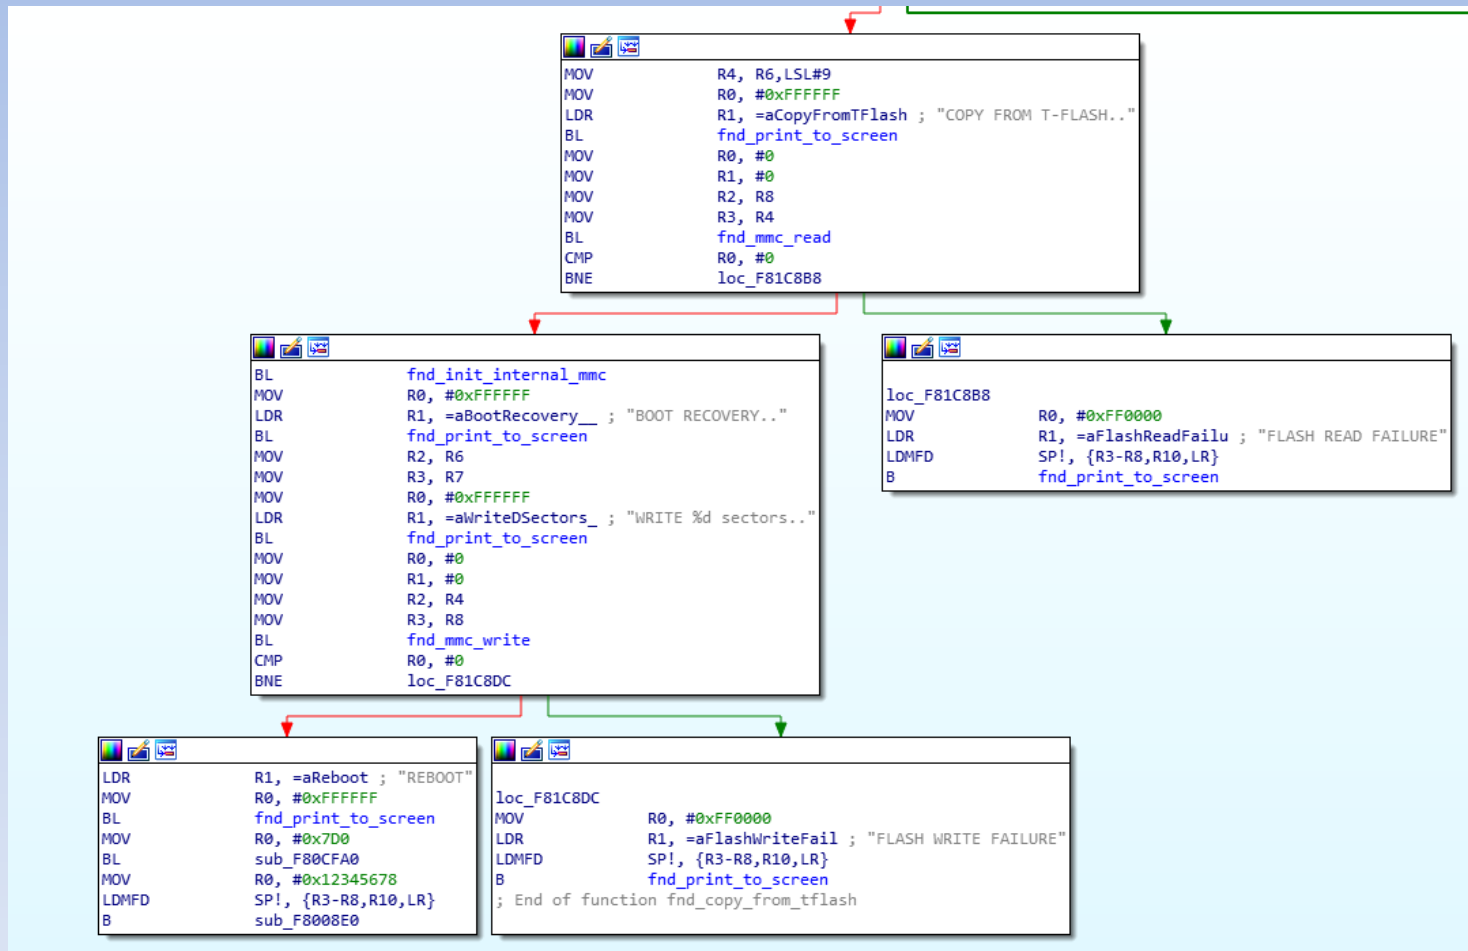 MOV R4, R6,LSL#9
MOV R0, #0xFFFFFF
LDR R1, =aCopyFromTFlash ; "COPY FROM T-FLASH.."
BL fnd_print_to_screen
MOV R0, #0
MOV R1, #0
MOV R2, R8
MOV R3, R4
BL fnd_mmc_read
CMP R0, #0
BNE loc_F81C8B8
BL fnd_init_internal_mmc
MOV R0, #0xFFFFFF
LDR R1, =aBootRecovery__ ; "BOOT RECOVERY.."
BL fnd_print_to_screen
MOV R2, R6
MOV R3, R7
MOV R0, #0xFFFFFF
LDR R1, =aWriteDSectors_ ; "WRITE %d sectors.."
BL fnd_print_to_screen
MOV R0, #0
MOV R1, #0
MOV R2, R4
MOV R3, R8
BL fnd_mmc_write
CMP R0, #0
BNE loc_F81C8DC
loc_F81C8B8
MOV R0, #0xFF0000
LDR R1, =aFlashReadFailu ; "FLASH READ FAILURE"
LDMFD SP!, {R3-R8,R10,LR}
B fnd_print_to_screen
LDR R1, =aReboot ; "REBOOT"
MOV R0, #0xFFFFFF
BL fnd_print_to_screen
MOV R0, #0x7D0
BL sub_F80CFA0
MOV R0, #0x12345678
LDMFD SP!, {R3-R8,R10,LR}
B sub_F8008E0
loc_F81C8DC
MOV R0, #0xFF0000
LDR R1, =aFlashWriteFail ; "FLASH WRITE FAILURE"
LDMFD SP!, {R3-R8,R10,LR}
B fnd_print_to_screen
; End of function fnd_copy_from_tflash